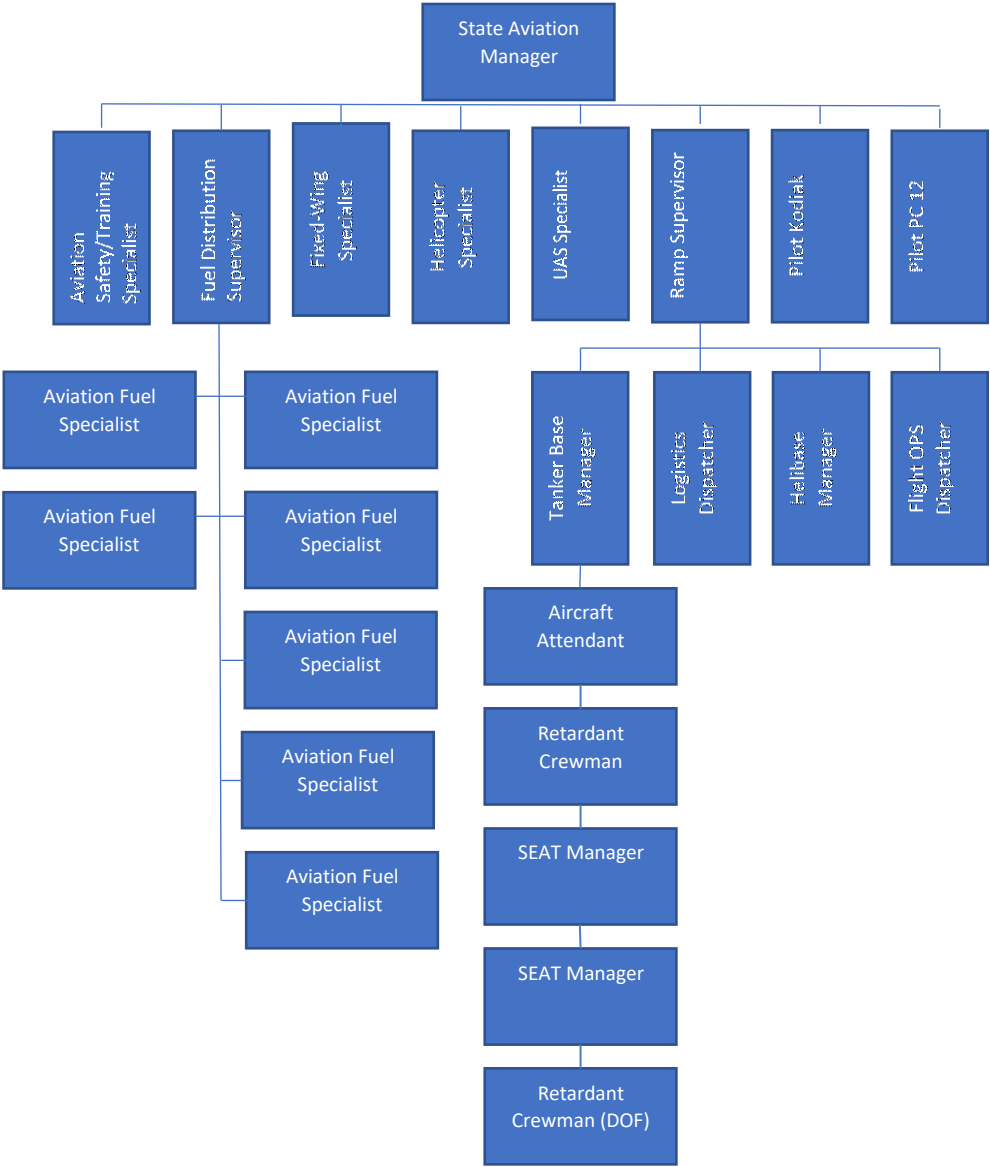 State Aviation
Manager
Aviation
Safety/Training
Specialist
Fuel Distribution
Supervisor
Fixed-Wing
Specialist
Helicopter
Specialist
UAS Specialist
Ramp Supervisor
Pilot Kodiak
Pilot PC 12
Aviation Fuel
Specialist
Aviation Fuel
Specialist
Tanker Base
Manager
Logistics
Dispatcher
Helibase
Manager
Flight OPS
Dispatcher
Aviation Fuel
Specialist
Aviation Fuel
Specialist
Aircraft
Attendant
Aviation Fuel
Specialist
Retardant
Crewman
Aviation Fuel
Specialist
SEAT Manager
Aviation Fuel
Specialist
SEAT Manager
Retardant
Crewman (DOF)